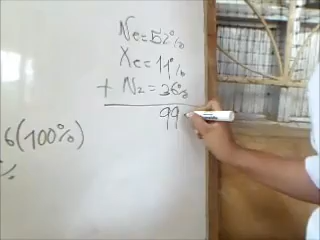 Ne=52%
Xe=11%
+ N2=36%
99
6(100%)
%